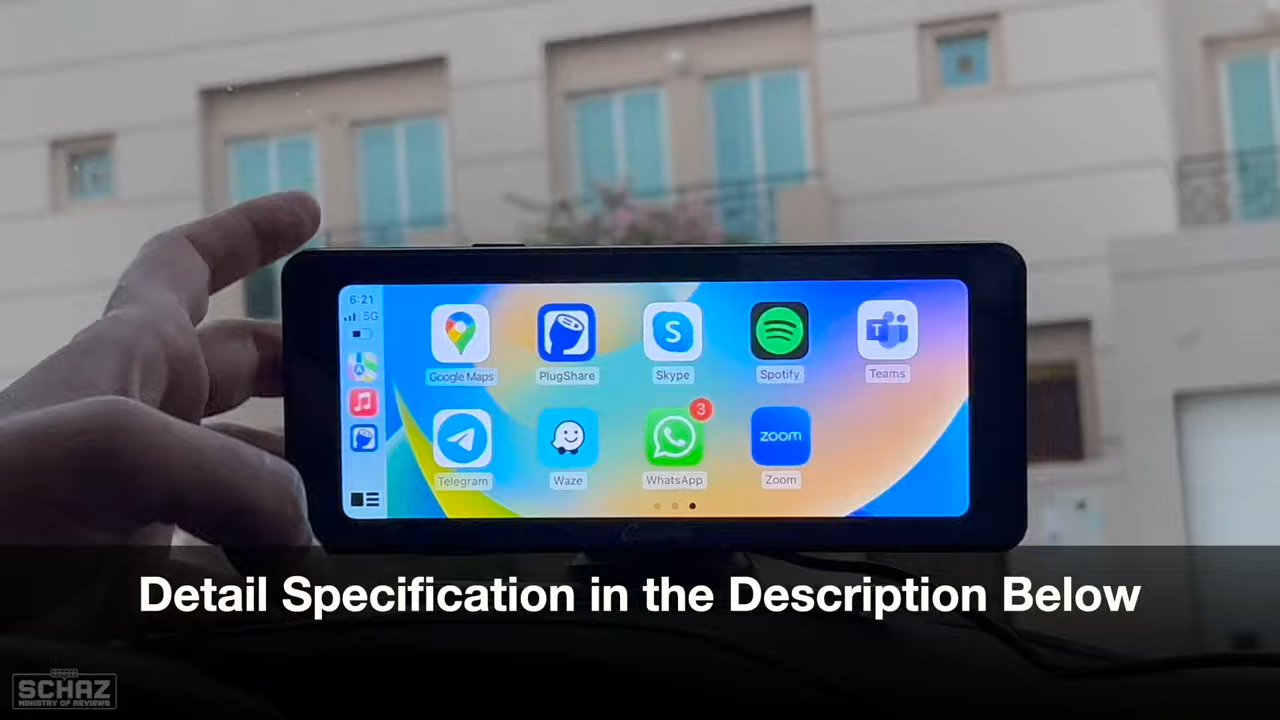 6:21
5G
Google Maps
PlugShare
Skype
Spotify
Teams
T
S
3
zoom
Telegram
Waze
WhatsApp
Zoom
Detail Specification in the Description Below
SCHAZ
MINISTRY OF REVIEWS